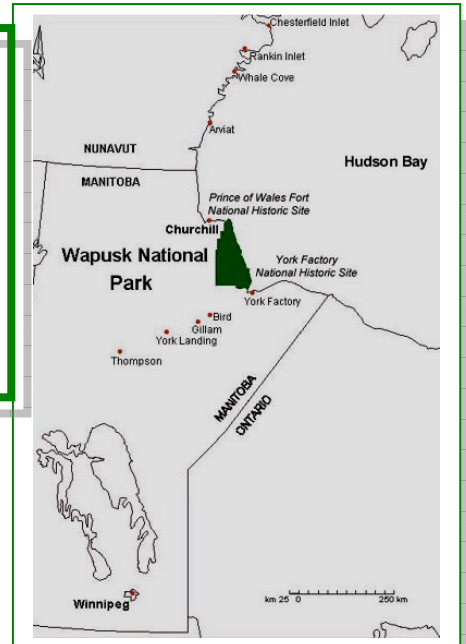 Chesterfield Inlet
Rankin Inlet
Whale Cove
Arviat
NUNAVUT
MANITOBA
Hudson Bay
Prince of Wales Fort
National Historic Site
Churchill
Wapusk National
Park
York Factory
National Historic Site
York Factory
Bird
Gillam
York Landing
Thompson
MANITOBA
ONTARIO
Winnipeg
km 25 0 250 km